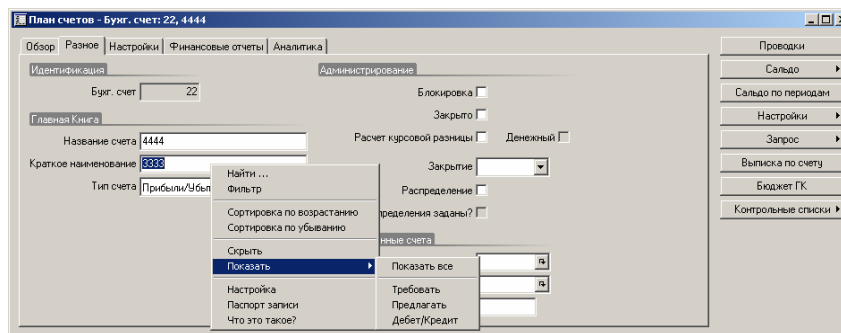 План счетов - Бухг. счет: 22, 4444
Обзор Разное Настройки Финансовые отчеты Аналитика
Идентификация
Бухг. счет 22
Главная Книга
Название счета 4444
Краткое наименование 3333
Тип счета Прибыли/Убып
Администрирование
Блокировка
Закрыто
Расчет курсовой разницы Денежный
Закрытие
Распределение
пределения заданы?
нные счета
Найти ...
Фильтр
Сортировка по возрастанию
Сортировка по убыванию
Скрыть
Показать
Настройка
Паспорт записи
Что это такое?
Показать все
Требовать
Предлагать
Дебет/Кредит
Проводки
Сальдо
Сальдо по периодам
Настройки
Запрос
Выписка по счету
Бюджет ГК
Контрольные списки